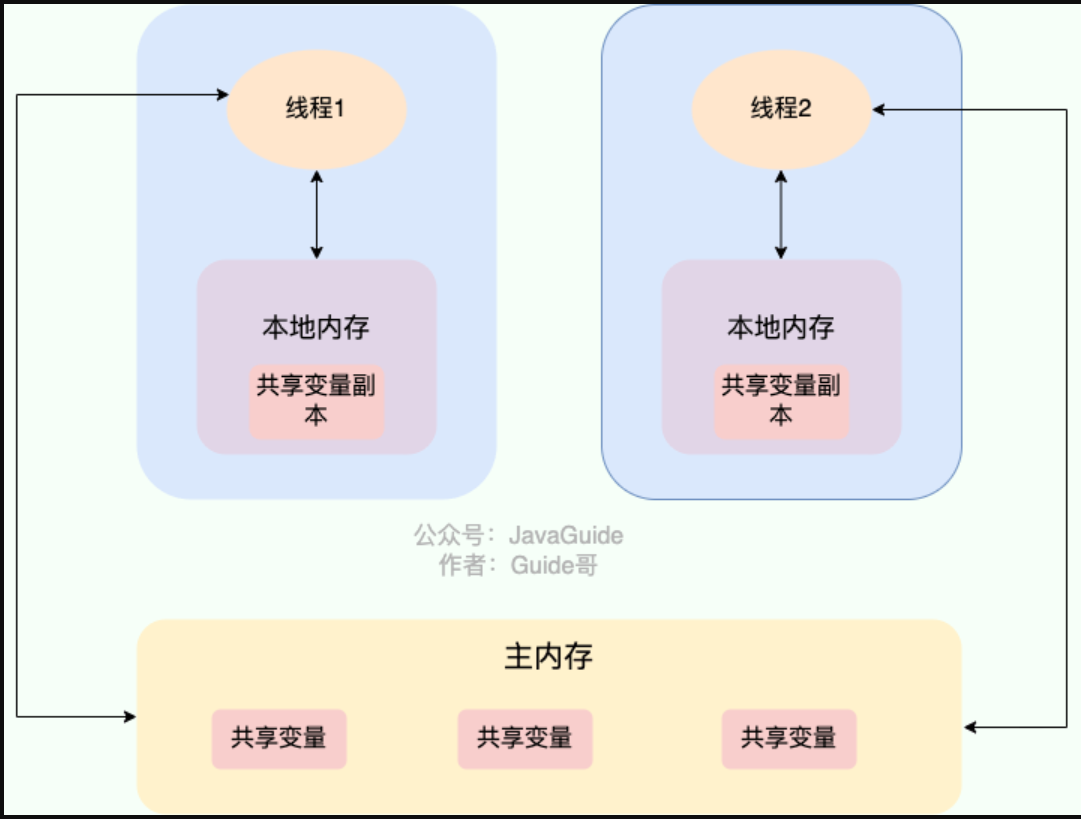 线程1
线程2
本地内存
共享变量副
本
本地内存
共享变量副
本
公众号：JavaGuide
作者：Guide哥
主内存
共享变量
共享变量
共享变量